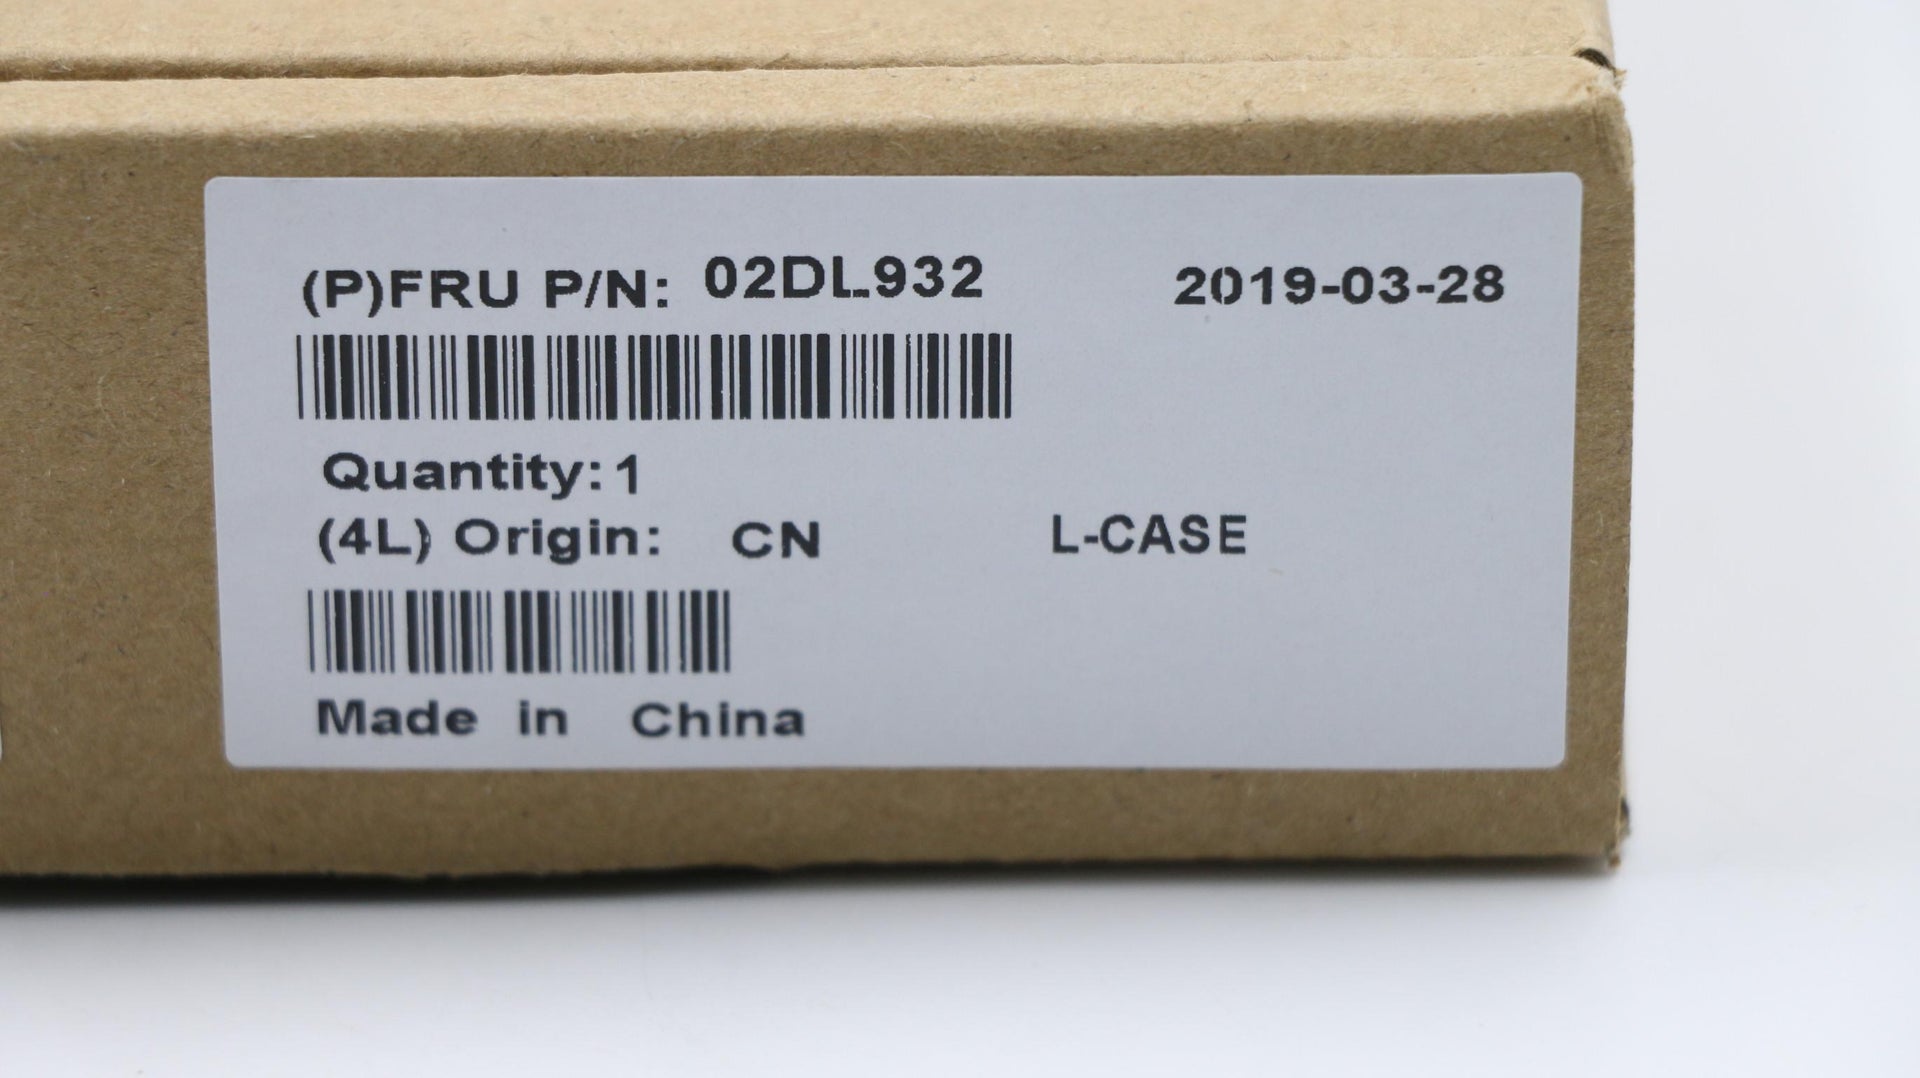 (P)FRU P/N: 02DL932 2019-03-28
Quantity: 1
(4L) Origin: CN L-CASE
Made in China